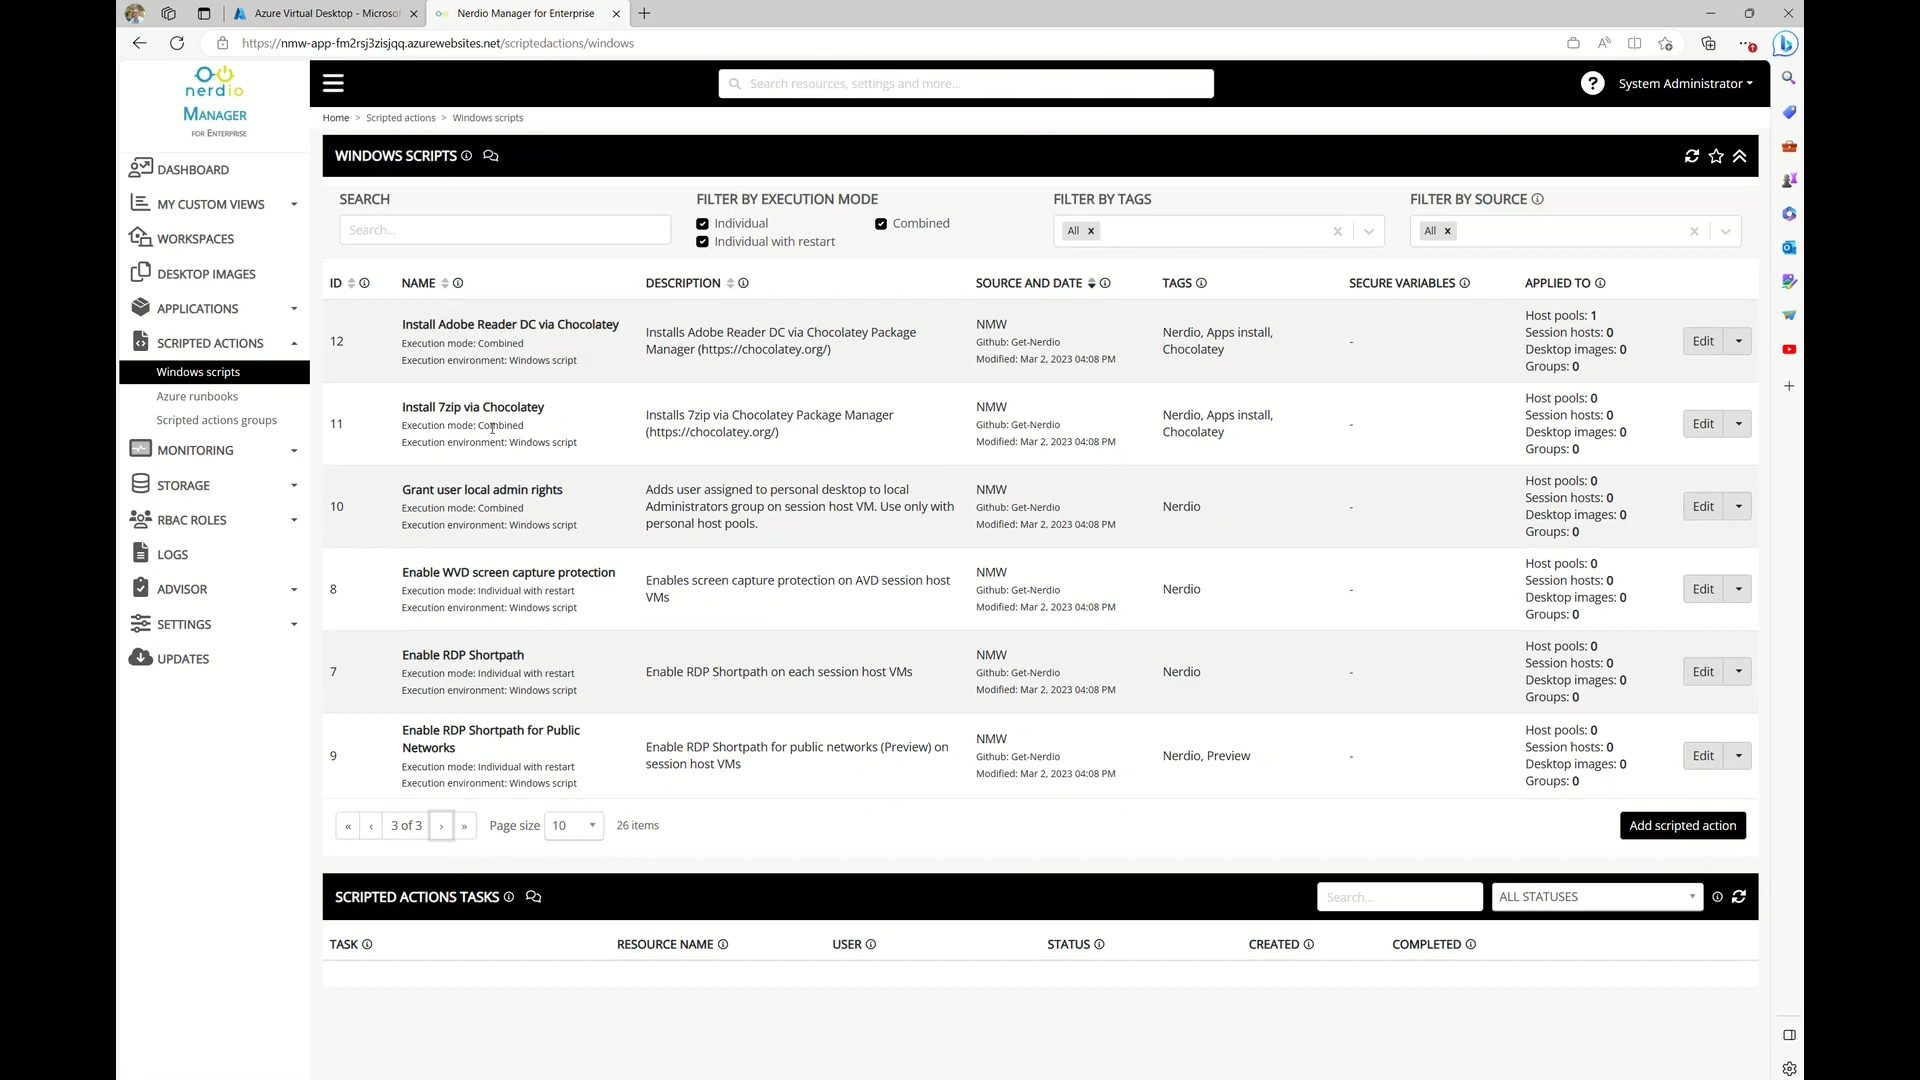 Azure Virtual Desktop - Microsof
Nerdio Manager for Enterprise
https://nmw-app-fm2rsj3zisjqq.azurewebsites.net/scriptedactions/windows
nerdio
MANAGER
FOR ENTERPRISE
Search resources, settings and more...
System Administrator
Home > Scripted actions > Windows scripts
DASHBOARD
MY CUSTOM VIEWS
WORKSPACES
DESKTOP IMAGES
APPLICATIONS
SCRIPTED ACTIONS
Windows scripts
Azure runbooks
Scripted actions groups
MONITORING
STORAGE
RBAC ROLES
LOGS
ADVISOR
SETTINGS
UPDATES
WINDOWS SCRIPTS
SEARCH
Search...
FILTER BY EXECUTION MODE
Individual
Combined
Individual with restart
FILTER BY TAGS
All
FILTER BY SOURCE
All
ID NAME DESCRIPTION SOURCE AND DATE TAGS SECURE VARIABLES APPLIED TO
12
Install Adobe Reader DC via Chocolatey
Execution mode: Combined
Execution environment: Windows script
Installs Adobe Reader DC via Chocolatey Package
Manager (https://chocolatey.org/)
NMW
Github: Get-Nerdio
Modified: Mar 2, 2023 04:08 PM
Nerdio, Apps install,
Chocolatey
-
Host pools: 1
Session hosts: 0
Desktop images: 0
Groups: 0
Edit
11
Install 7zip via Chocolatey
Execution mode: Combined
Execution environment: Windows script
Installs 7zip via Chocolatey Package Manager
(https://chocolatey.org/)
NMW
Github: Get-Nerdio
Modified: Mar 2, 2023 04:08 PM
Nerdio, Apps install,
Chocolatey
-
Host pools: 0
Session hosts: 0
Desktop images: 0
Groups: 0
Edit
10
Grant user local admin rights
Execution mode: Combined
Execution environment: Windows script
Adds user assigned to personal desktop to local
Administrators group on session host VM. Use only with
personal host pools.
NMW
Github: Get-Nerdio
Modified: Mar 2, 2023 04:08 PM
Nerdio
-
Host pools: 0
Session hosts: 0
Desktop images: 0
Groups: 0
Edit
8
Enable WVD screen capture protection
Execution mode: Individual with restart
Execution environment: Windows script
Enables screen capture protection on AVD session host
VMs
NMW
Github: Get-Nerdio
Modified: Mar 2, 2023 04:08 PM
Nerdio
-
Host pools: 0
Session hosts: 0
Desktop images: 0
Groups: 0
Edit
7
Enable RDP Shortpath
Execution mode: Individual with restart
Execution environment: Windows script
Enable RDP Shortpath on each session host VMs
NMW
Github: Get-Nerdio
Modified: Mar 2, 2023 04:08 PM
Nerdio
-
Host pools: 0
Session hosts: 0
Desktop images: 0
Groups: 0
Edit
9
Enable RDP Shortpath for Public
Networks
Execution mode: Individual with restart
Execution environment: Windows script
Enable RDP Shortpath for public networks (Preview) on
session host VMs
NMW
Github: Get-Nerdio
Modified: Mar 2, 2023 04:08 PM
Nerdio, Preview
-
Host pools: 0
Session hosts: 0
Desktop images: 0
Groups: 0
Edit
« ‹ 3 of 3 › » Page size 10 26 items
Add scripted action
SCRIPTED ACTIONS TASKS
Search...
ALL STATUSES
TASK RESOURCE NAME USER STATUS CREATED COMPLETED